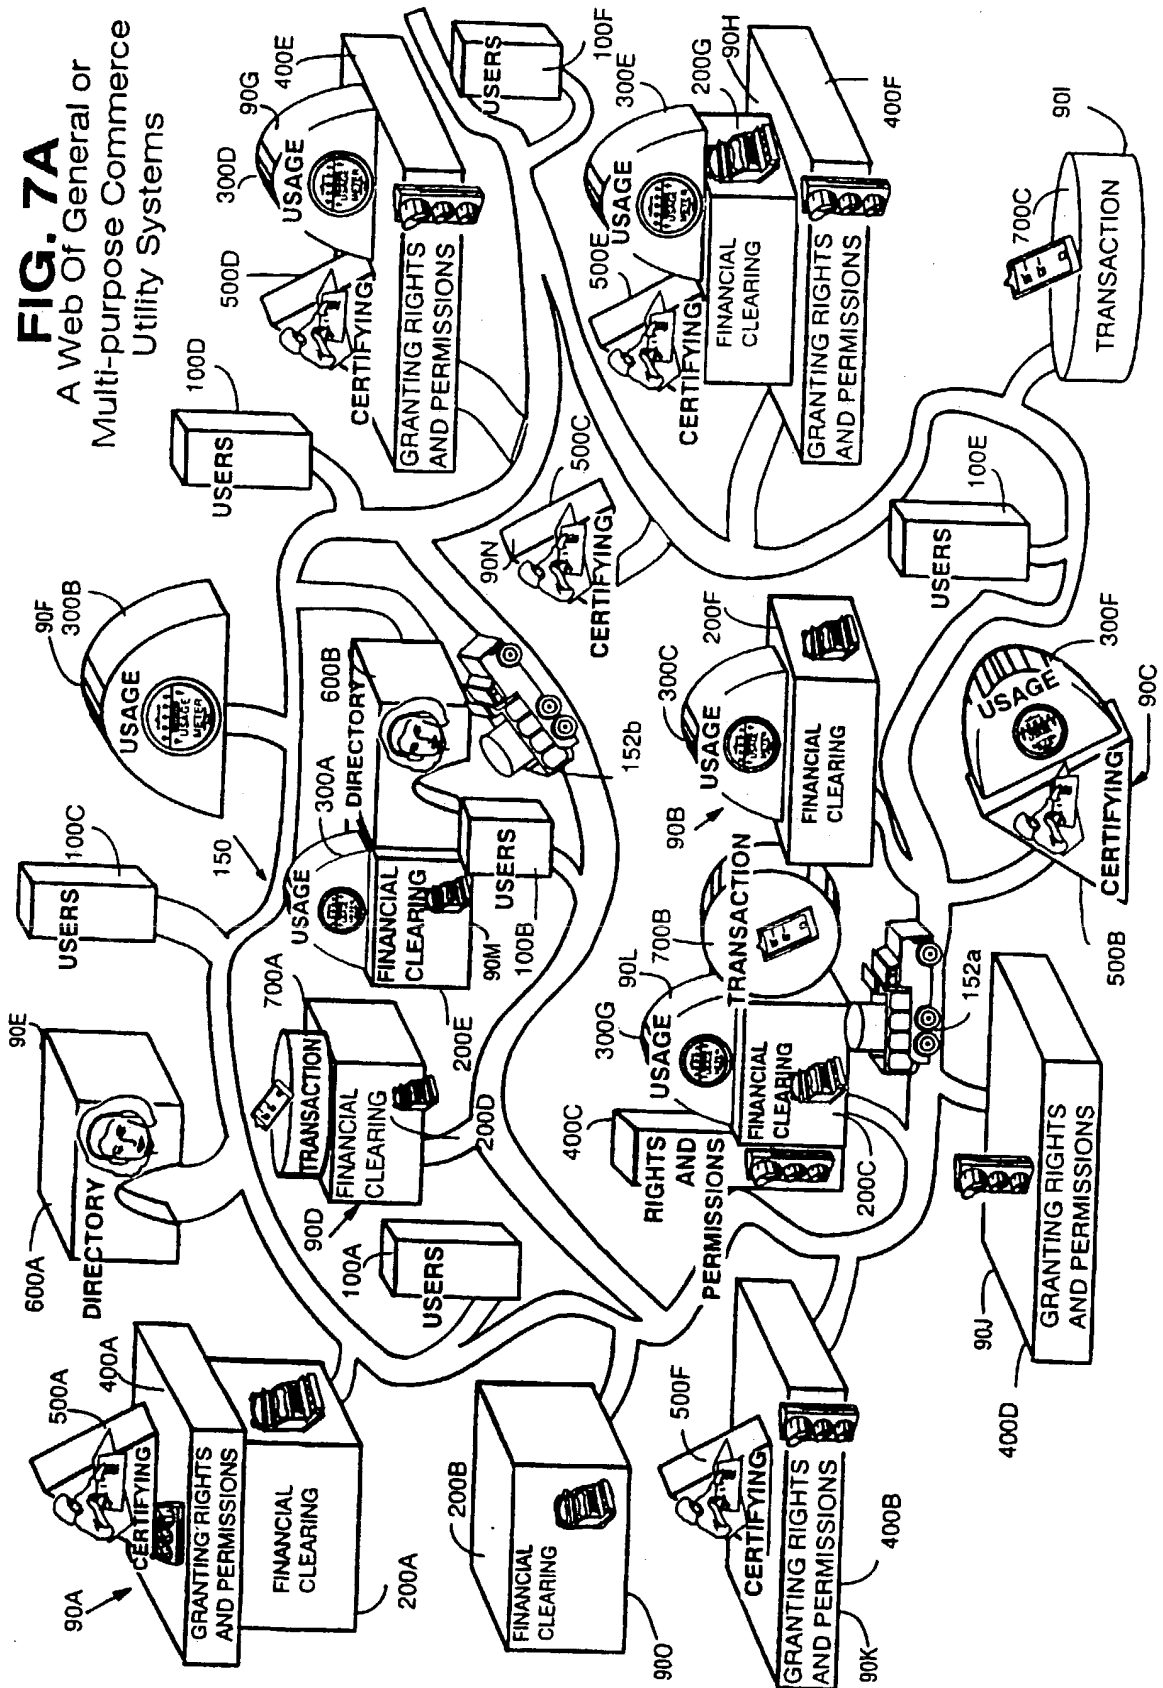 FIG. 7A
A Web Of General or
Multi-purpose Commerce
Utility Systems
90A
500A
400A
CERTIFYING
GRANTING RIGHTS
AND PERMISSIONS
FINANCIAL
CLEARING
200A
600A
90E
DIRECTORY
USERS
100C
150
90F
300B
USAGE
USAGE
METER
USERS
100D
500D
300D
90G
400E
USAGE
CERTIFYING
GRANTING RIGHTS
AND PERMISSIONS
USERS
100F
90D
700A
TRANSACTION
FINANCIAL
CLEARING
200D
100A
USERS
USAGE
300A
DIRECTORY
600B
FINANCIAL
CLEARING
200E
90M
USERS
100B
152b
90N
500C
CERTIFYING
500E
USAGE
300E
200G
90H
CERTIFYING
FINANCIAL
CLEARING
GRANTING RIGHTS
AND PERMISSIONS
400F
200B
FINANCIAL
CLEARING
90O
400C
RIGHTS AND
PERMISSIONS
300G
90L
USAGE
700B
TRANSACTION
FINANCIAL
CLEARING
200C
152a
90B
USAGE
300C
200F
FINANCIAL
CLEARING
USERS
100E
700C
90I
TRANSACTION
500F
CERTIFYING
GRANTING RIGHTS
AND PERMISSIONS
400B
90K
90J
GRANTING RIGHTS
AND PERMISSIONS
400D
USAGE
300F
CERTIFYING
90C
500B